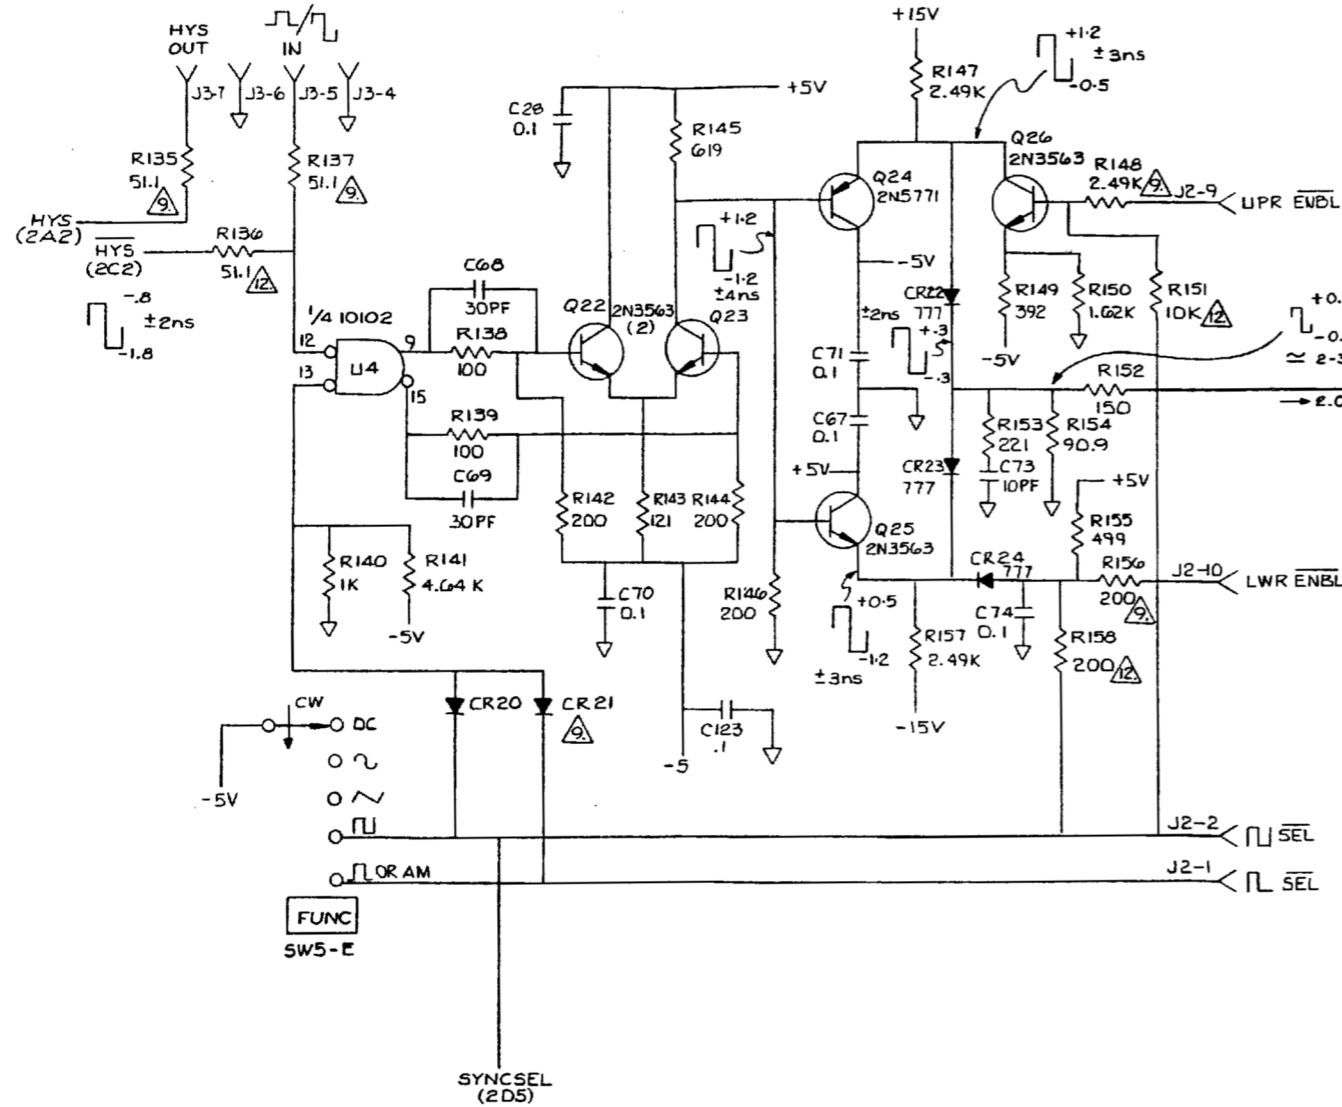 HYS
OUT
IN
J3-7
J3-6
J3-5
J3-4
R135
51.1
9.
R137
51.1
9.
HYS
(2A2)
HYS
(2C2)
R136
51.1
12.
-.8
±2ns
-1.8
1/4 10102
12
13
U4
9
15
C68
30PF
R138
100
R139
100
C69
30PF
Q22
2N3563
(2)
Q23
C28
0.1
R145
619
+5V
+1.2
-1.2
±4ns
R142
200
R143
121
R144
200
R140
1K
R141
4.64K
-5V
C70
0.1
R146
200
C123
.1
-5
+15V
R147
2.49K
+1.2
±3ns
-0.5
Q24
2N5771
Q26
2N3563
R148
2.49K
9.
J2-9
UPR ENBL
-5V
CR22
777
±2ns
+.3
-.3
R149
392
-5V
R150
1.62K
R151
10K
12.
+0.
-0.
≃ 2-3
C71
0.1
C67
0.1
R152
150
→2.0
R153
221
C73
10PF
R154
90.9
+5V
CR23
777
Q25
2N3563
+5V
R155
499
CR24
777
R156
200
9.
J2-10
LWR ENBL
C74
0.1
+0.5
-1.2
±3ns
R157
2.49K
-15V
R158
200
12.
CW
DC
-5V
CR20
CR21
9.
OR AM
J2-2
SEL
J2-1
SEL
FUNC
SW5-E
SYNCSEL
(2D5)